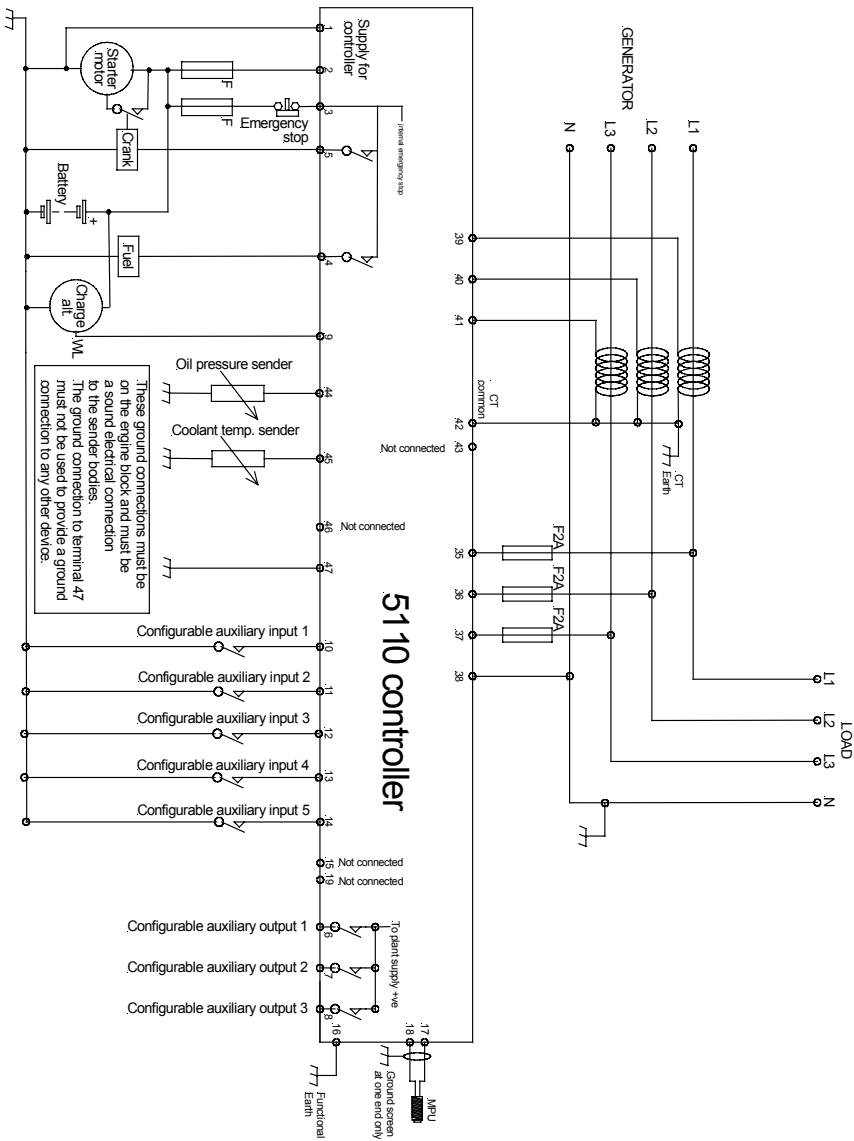 GENERATOR
L1
L2
L3
N
39
40
41
CT
common
42
43
Not connected
CT
Earth
F2A
F2A
F2A
35
36
37
38
LOAD
L1
L2
L3
N
5110 controller
Supply for
controller
1
2
3
5
4
9
internal emergency stop
Emergency
stop
F
F
Starter
motor
Crank
Battery
+
Fuel
Charge
alt.
WL
Oil pressure sender
44
Coolant temp. sender
45
46
Not connected
47
These ground connections must be
on the engine block and must be
a sound electrical connection
to the sender bodies.
The ground connection to terminal 47
must not be used to provide a ground
connection to any other device.
Configurable auxiliary input 1
10
Configurable auxiliary input 2
11
Configurable auxiliary input 3
12
Configurable auxiliary input 4
13
Configurable auxiliary input 5
14
15
Not connected
19
Not connected
Configurable auxiliary output 1
6
Configurable auxiliary output 2
7
Configurable auxiliary output 3
8
To plant supply +ve
16
Functional
Earth
18
17
Ground screen
at one end only
MPU